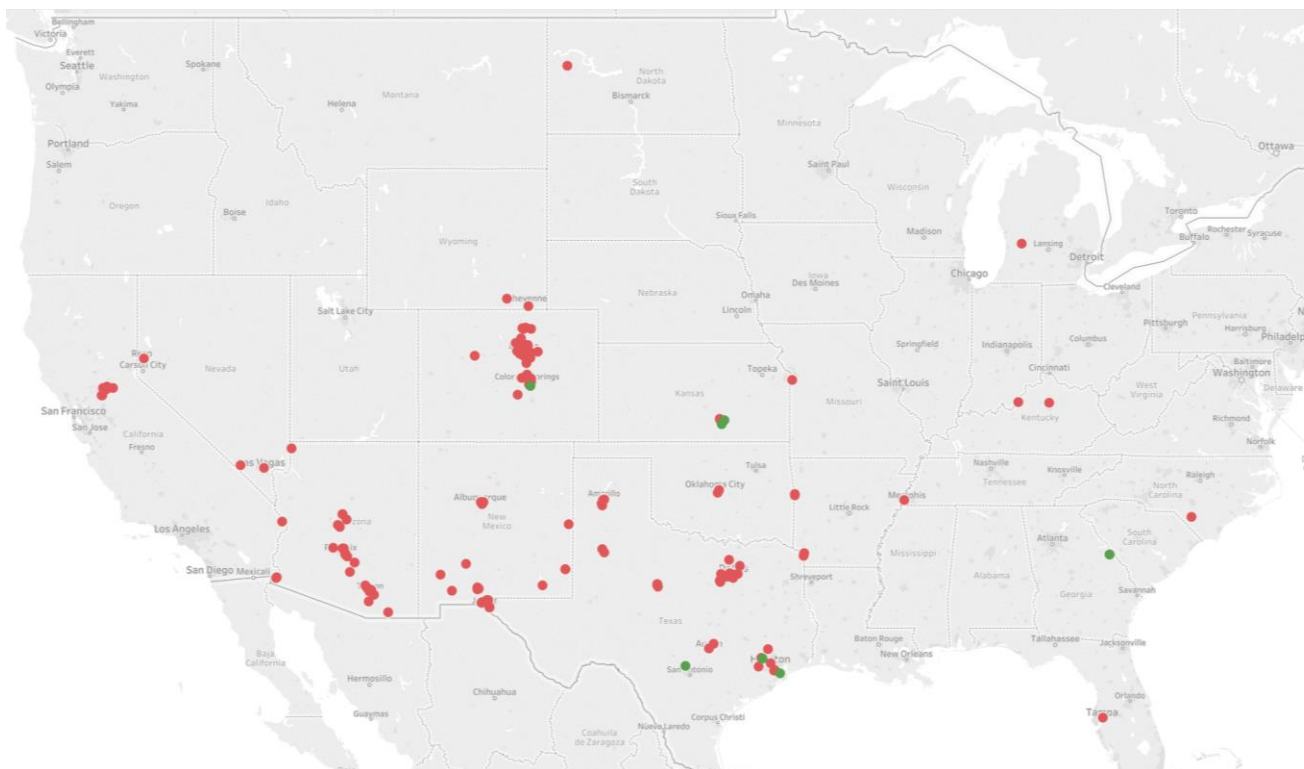 Bellingham
Victoria
Everett
Seattle
Spokane
Washington
Olympia
Yakima
Helena
Montana
North
Dakota
Bismarck
Minnesota
Portland
Salem
Saint Paul
Ottawa
Oregon
Boise
Idaho
South
Dakota
Wisconsin
Toronto
Sioux Falls
Wyoming
Madison
Lansing
Buffalo
Rochester
Syracuse
Detroit
Chicago
Iowa
Des Moines
Cleveland
Nebraska
Omaha
Lincoln
Salt Lake City
Pittsburgh
Pennsylvania
Harrisburg
Philadelp
Carson City
Nevada
Utah
Springfield
Indianapolis
Columbus
Cincinnati
Baltimore
Washington
Delaware
Topeka
Kansas
Saint Louis
Missouri
West
Virginia
San Francisco
San Jose
California
Fresno
Kentucky
Richmond
Norfolk
Tulsa
Nashville
Tennessee
Knoxville
Raleigh
North
Carolina
Albuquerque
New
Mexico
Amarillo
Oklahoma City
Little Rock
Memphis
South
Carolina
Los Angeles
Atlanta
Mississippi
Alabama
Georgia
San Diego
Mexicali
Shreveport
Savannah
Texas
Baja
California
Baton Rouge
New Orleans
Tallahassee
Jacksonville
Hermosillo
Chihuahua
Orlando
Guaymas
Coahuila
de Zaragoza
Nuevo Laredo
Corpus Christi